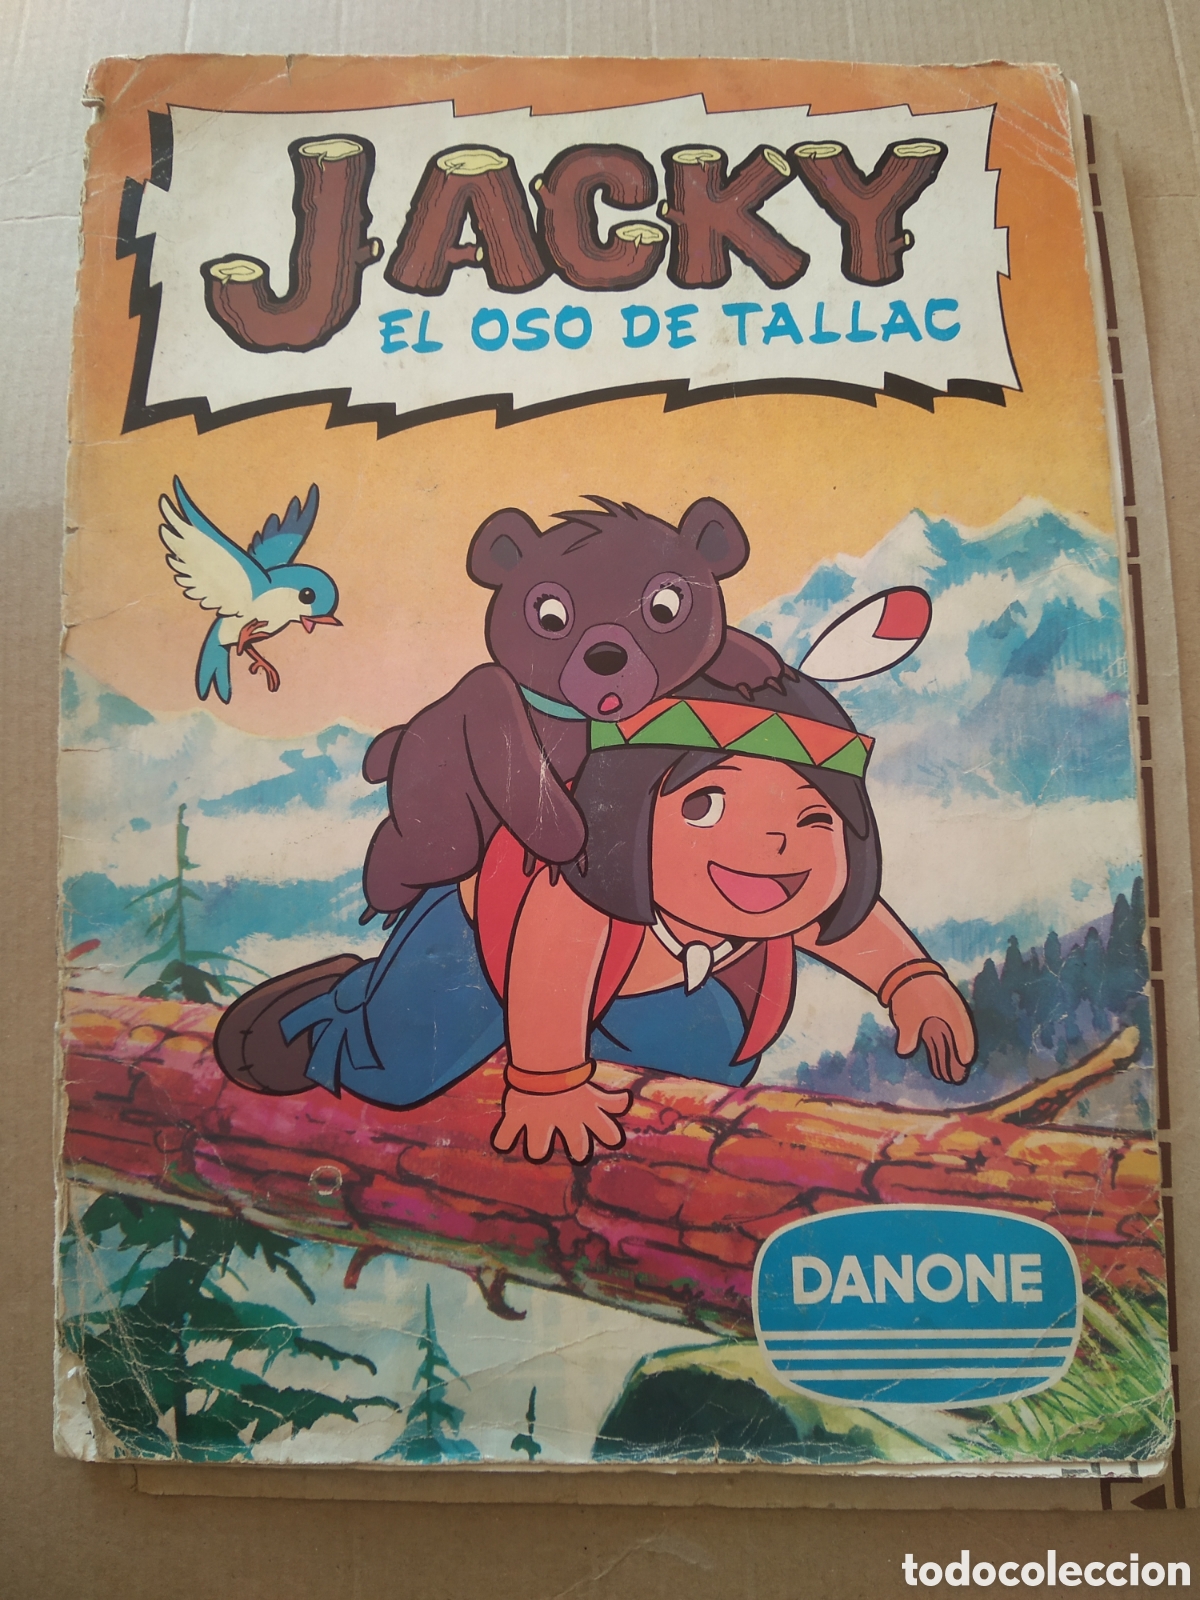 JACKY
EL OSO DE TALLAC
DANONE
todocoleccion